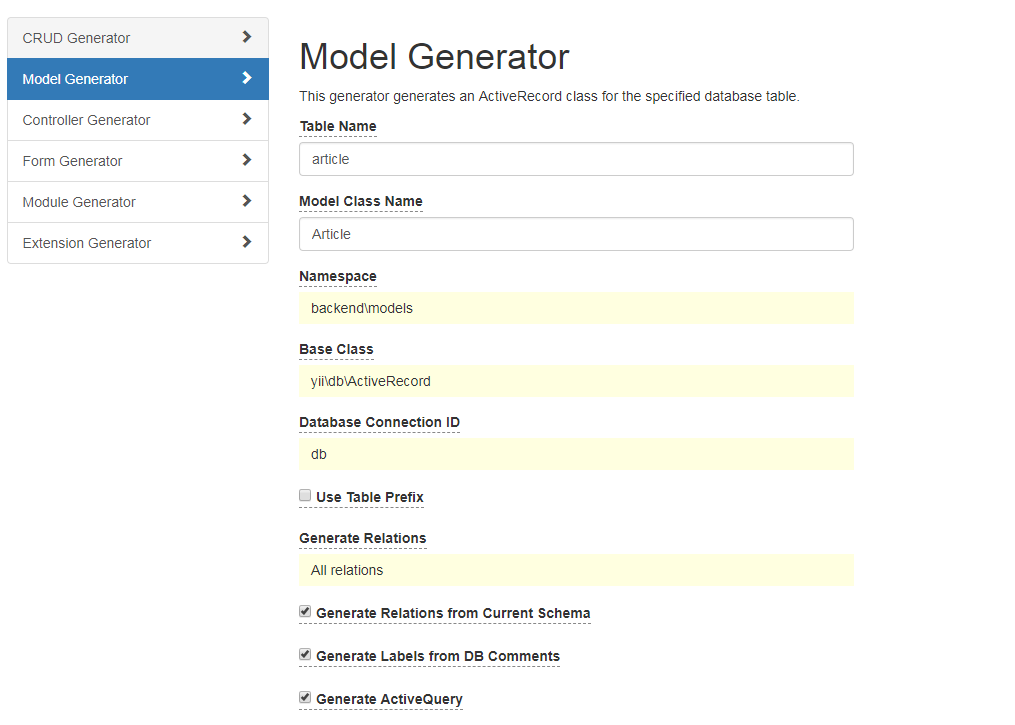 CRUD Generator
Model Generator
Controller Generator
Form Generator
Module Generator
Extension Generator
Model Generator
This generator generates an ActiveRecord class for the specified database table.
Table Name
article
Model Class Name
Article
Namespace
backend\models
Base Class
yii\db\ActiveRecord
Database Connection ID
db
Use Table Prefix
Generate Relations
All relations
Generate Relations from Current Schema
Generate Labels from DB Comments
Generate ActiveQuery